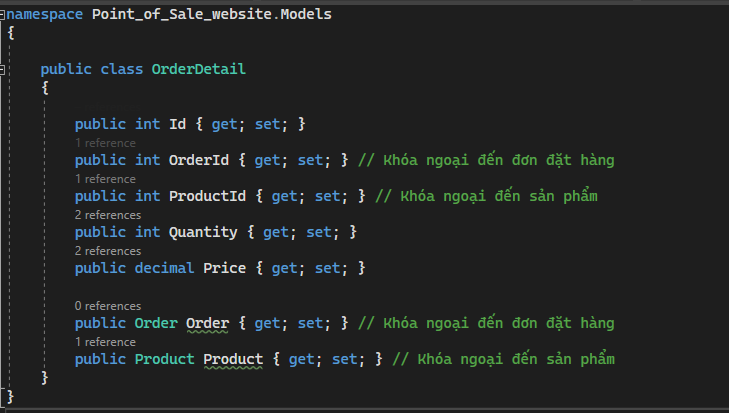 namespace Point_of_Sale_website.Models
{
public class OrderDetail
{
public int Id { get; set; }
1 reference
public int OrderId { get; set; } // Khóa ngoại đến đơn đặt hàng
1 reference
public int ProductId { get; set; } // Khóa ngoại đến sản phẩm
2 references
public int Quantity { get; set; }
2 references
public decimal Price { get; set; }
0 references
public Order Order { get; set; } // Khóa ngoại đến đơn đặt hàng
1 reference
public Product Product { get; set; } // Khóa ngoại đến sản phẩm
}
}